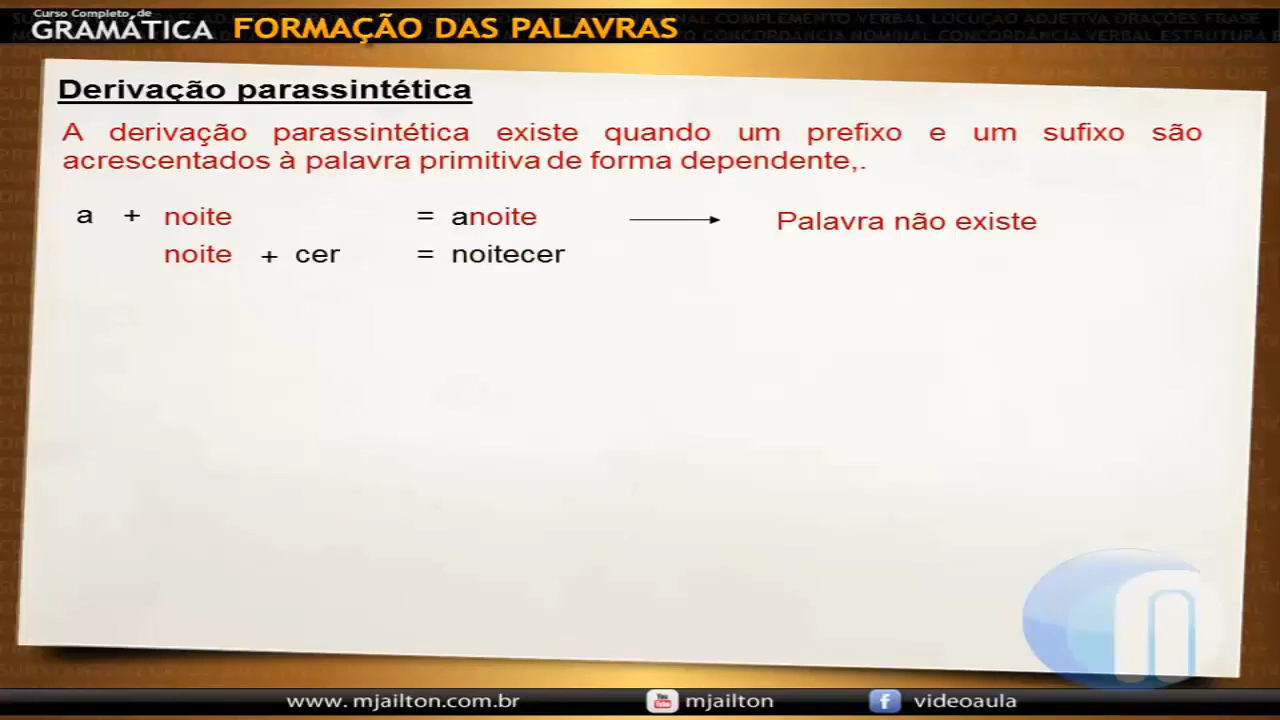 Curso Completo de
GRAMÁTICA FORMAÇÃO DAS PALAVRAS
Derivação parassintética
A derivação parassintética existe quando um prefixo e um sufixo são
acrescentados à palavra primitiva de forma dependente,.
a + noite = anoite Palavra não existe
noite + cer = noitecer
www.mjailton.com.br mjailton videoaula